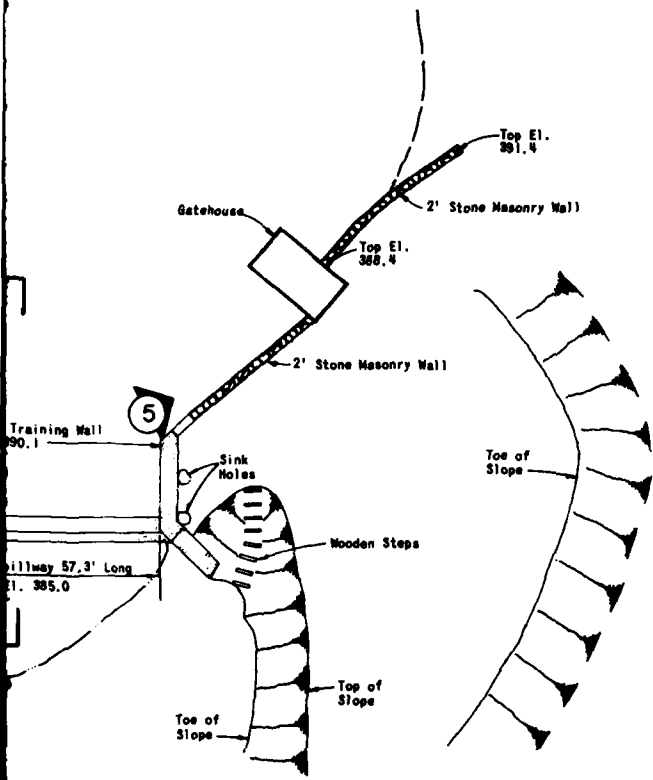 Top El.
391.4
Gatehouse
2' Stone Masonry Wall
Top El.
388.4
2' Stone Masonry Wall
5
Training Wall
390.1
Sink
Holes
Toe of
Slope
Wooden Steps
pillway 57.3' Long
El. 385.0
Top of
Slope
Toe of
Slope